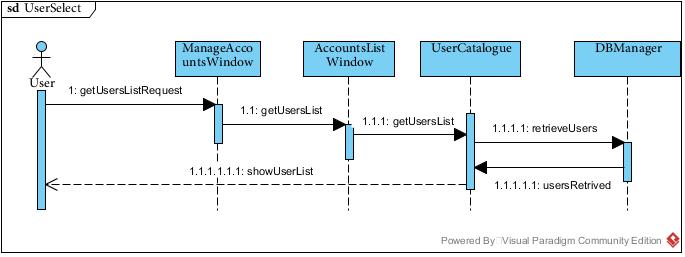 sd UserSelect
User
ManageAcco
untsWindow
AccountsList
Window
UserCatalogue
DBManager
1: getUsersListRequest
1.1: getUsersList
1.1.1: getUsersList
1.1.1.1: retrieveUsers
1.1.1.1.1: usersRetrived
1.1.1.1.1.1: showUserList
Powered By Visual Paradigm Community Edition